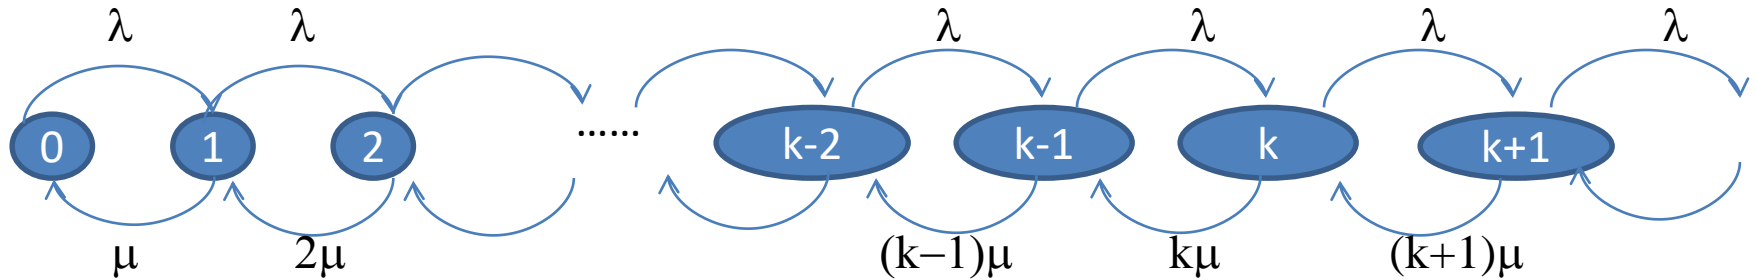 λ λ λ λ λ λ
0 1 2 ...... k-2 k-1 k k+1
μ 2μ (k−1)μ kμ (k+1)μ